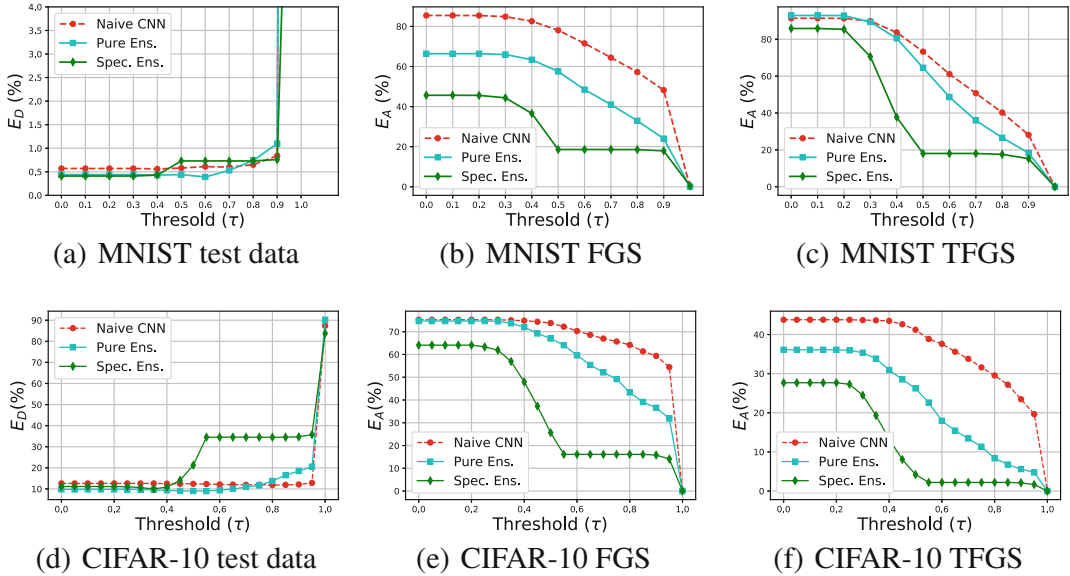 4.0
3.5
3.0
2.5
2.0
1.5
1.0
0.5
0.0
E_D (%)
Naive CNN
Pure Ens.
Spec. Ens.
0.0 0.1 0.2 0.3 0.4 0.5 0.6 0.7 0.8 0.9 1.0
Thresold (τ)
(a) MNIST test data
80
60
40
20
0
E_A (%)
Naive CNN
Pure Ens.
Spec. Ens.
0.0 0.1 0.2 0.3 0.4 0.5 0.6 0.7 0.8 0.9
Thresold (τ)
(b) MNIST FGS
80
60
40
20
0
E_A (%)
Naive CNN
Pure Ens.
Spec. Ens.
0.0 0.1 0.2 0.3 0.4 0.5 0.6 0.7 0.8 0.9
Thresold (τ)
(c) MNIST TFGS
90
80
70
60
50
40
30
20
10
E_D(%)
Naive CNN
Pure Ens.
Spec. Ens.
0.0 0.2 0.4 0.6 0.8 1.0
Threshold (τ)
(d) CIFAR-10 test data
70
60
50
40
30
20
10
0
E_A(%)
Naive CNN
Pure Ens.
Spec. Ens.
0.0 0.2 0.4 0.6 0.8 1.0
Threshold (τ)
(e) CIFAR-10 FGS
40
30
20
10
0
E_A(%)
Naive CNN
Pure Ens.
Spec. Ens.
0.0 0.2 0.4 0.6 0.8 1.0
Threshold (τ)
(f) CIFAR-10 TFGS